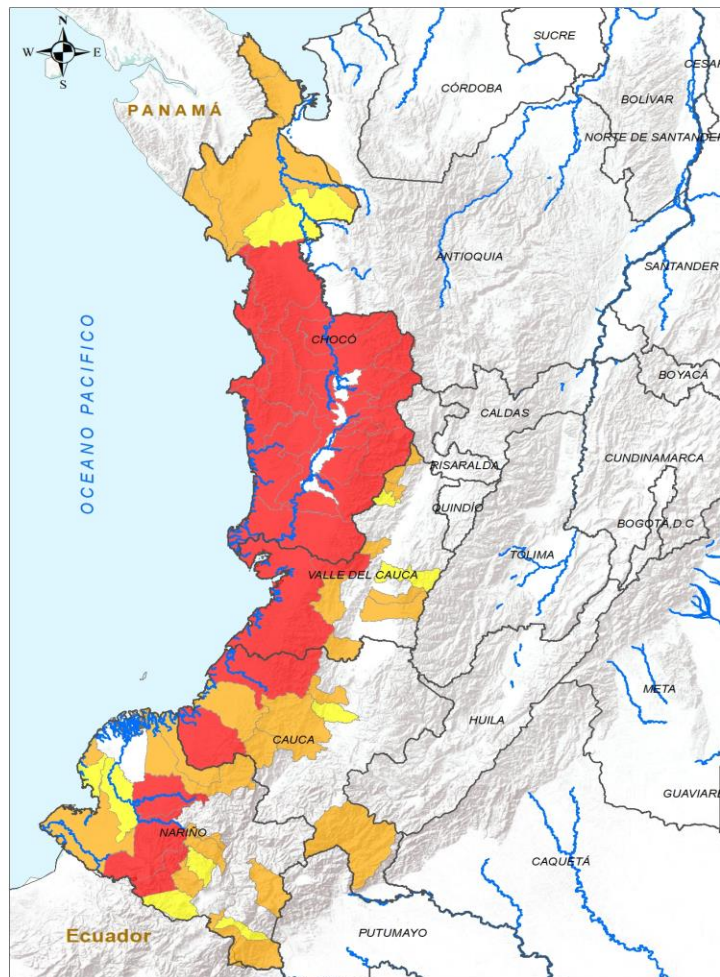 N
W E
S
SUCRE
CESAR
CÓRDOBA
BOLÍVAR
PANAMÁ
NORTE DE SANTANDER
ANTIOQUIA
SANTANDER
OCEANO PACIFICO
CHOCÓ
BOYACÁ
CALDAS
CUNDINAMARCA
RISARALDA
QUINDÍO
BOGOTÁ, D.C
TOLIMA
VALLE DEL CAUCA
META
HUILA
CAUCA
GUAVIARE
NARIÑO
CAQUETÁ
PUTUMAYO
Ecuador